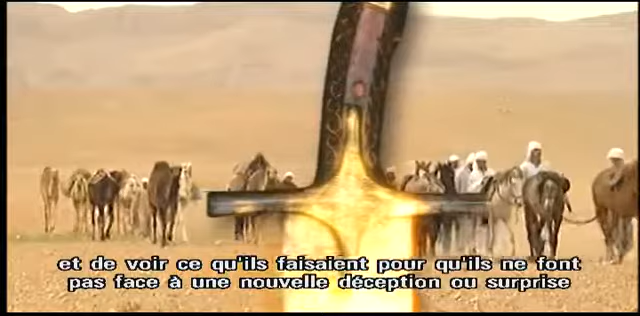 et de voir ce qu'ils faisaient pour qu'ils ne font
pas face à une nouvelle déception ou surprise